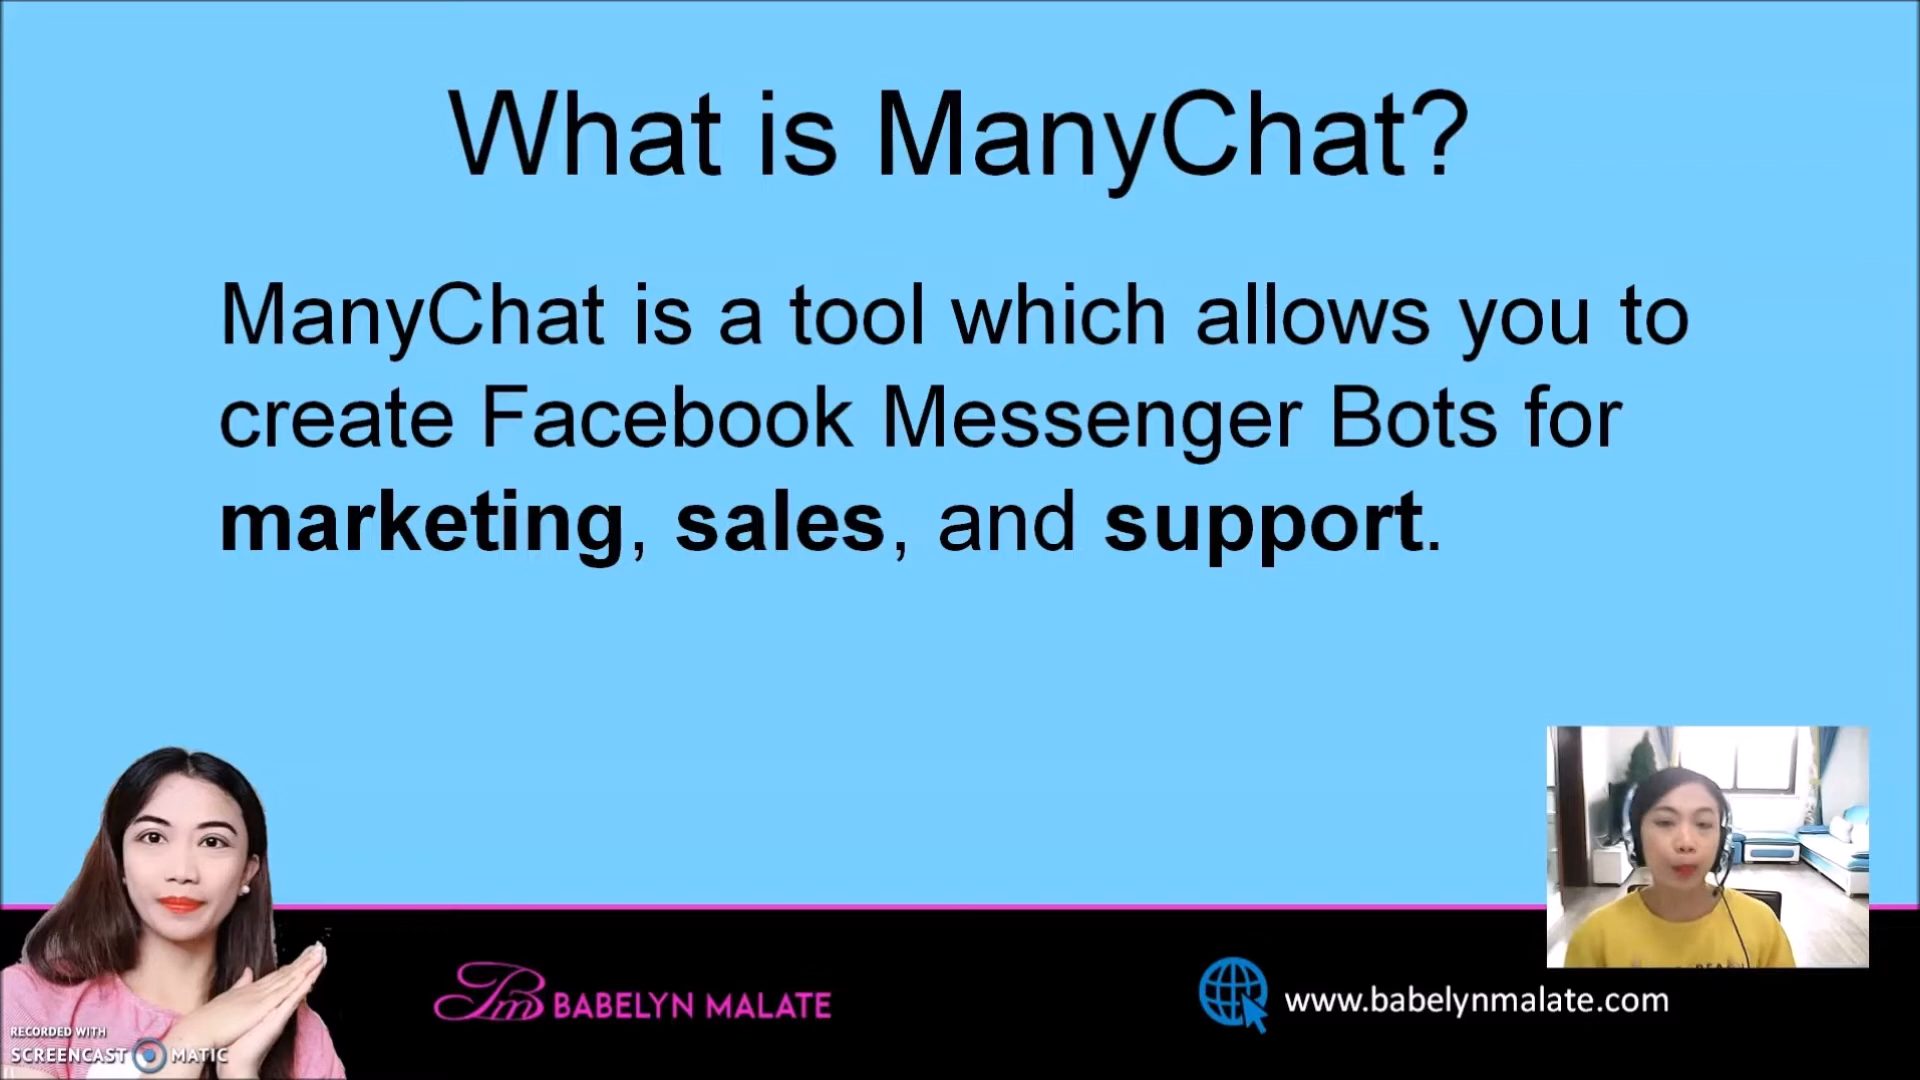 What is ManyChat?
ManyChat is a tool which allows you to
create Facebook Messenger Bots for
marketing, sales, and support.
BABELYN MALATE
www.babelynmalate.com
RECORDED WITH
SCREENCAST MATIC